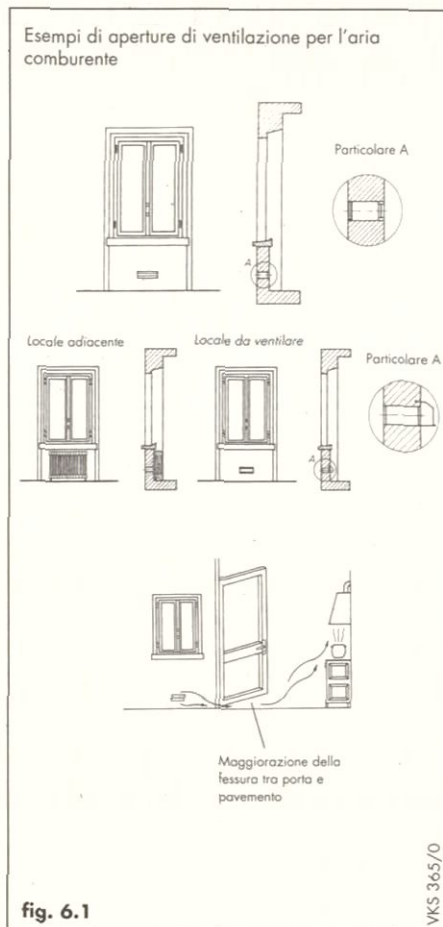 Esempi di aperture di ventilazione per l'aria
comburente
Particolare A
A
Locale adiacente
Locale da ventilare
Particolare A
A
Maggiorazione della
fessura tra porta e
pavimento
fig. 6.1
VKS 365/0